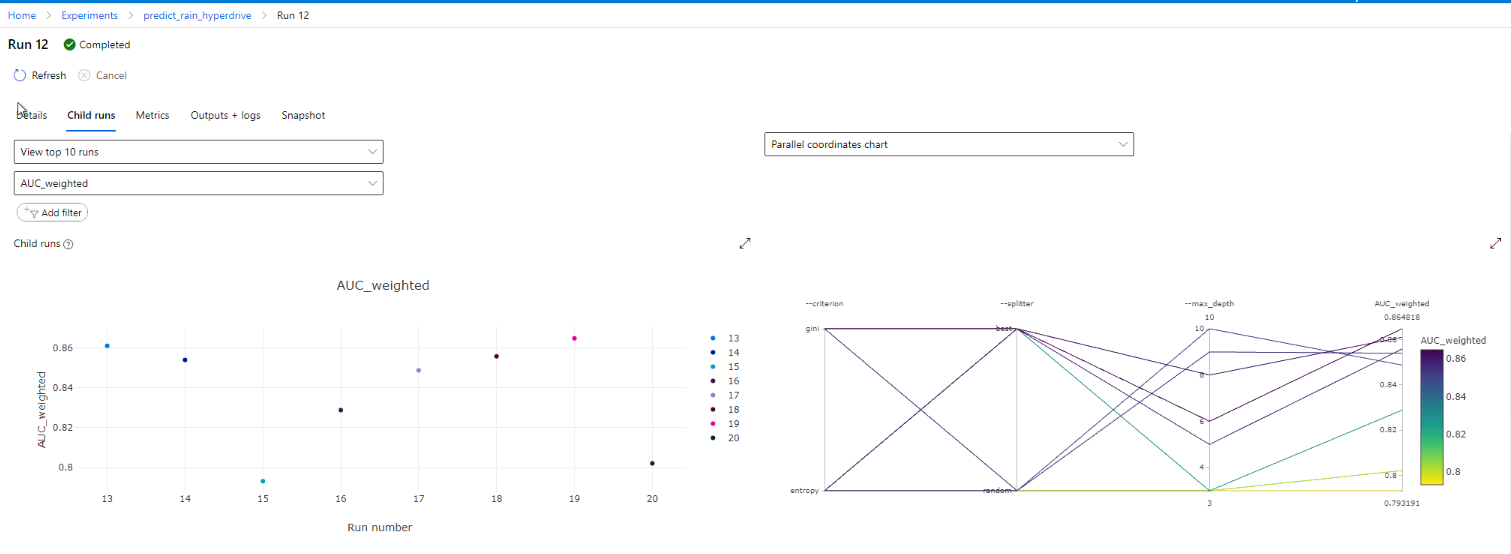 Home > Experiments > predict_rain_hyperdrive > Run 12
Run 12 Completed
Refresh Cancel
Details Child runs Metrics Outputs + logs Snapshot
View top 10 runs
Parallel coordinates chart
AUC_weighted
Add filter
Child runs ?
AUC_weighted
AUC_weighted
0.86
0.84
0.82
0.8
13 14 15 16 17 18 19 20
Run number
13
14
15
16
17
18
19
20
--criterion --splitter --max_depth AUC_weighted
10 0.864818
gini best 10 0.86
8 0.84
6 0.82
4 0.8
entropy random
3 0.793191
AUC_weighted
0.86
0.84
0.82
0.8